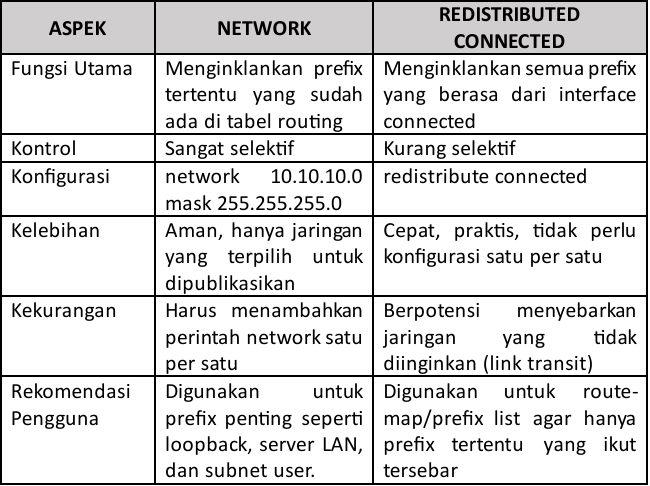 ASPEK
NETWORK
REDISTRIBUTED
CONNECTED
Fungsi Utama
Menginklankan prefix
tertentu yang sudah
ada di tabel routing
Menginklankan semua prefix
yang berasa dari interface
connected
Kontrol
Sangat selektif
Kurang selektif
Konfigurasi
network 10.10.10.0
mask 255.255.255.0
redistribute connected
Kelebihan
Aman, hanya jaringan
yang terpilih untuk
dipublikasikan
Cepat, praktis, tidak perlu
konfigurasi satu per satu
Kekurangan
Harus menambahkan
perintah network satu
per satu
Berpotensi menyebarkan
jaringan yang tidak
diinginkan (link transit)
Rekomendasi
Pengguna
Digunakan untuk
prefix penting seperti
loopback, server LAN,
dan subnet user.
Digunakan untuk route-
map/prefix list agar hanya
prefix tertentu yang ikut
tersebar